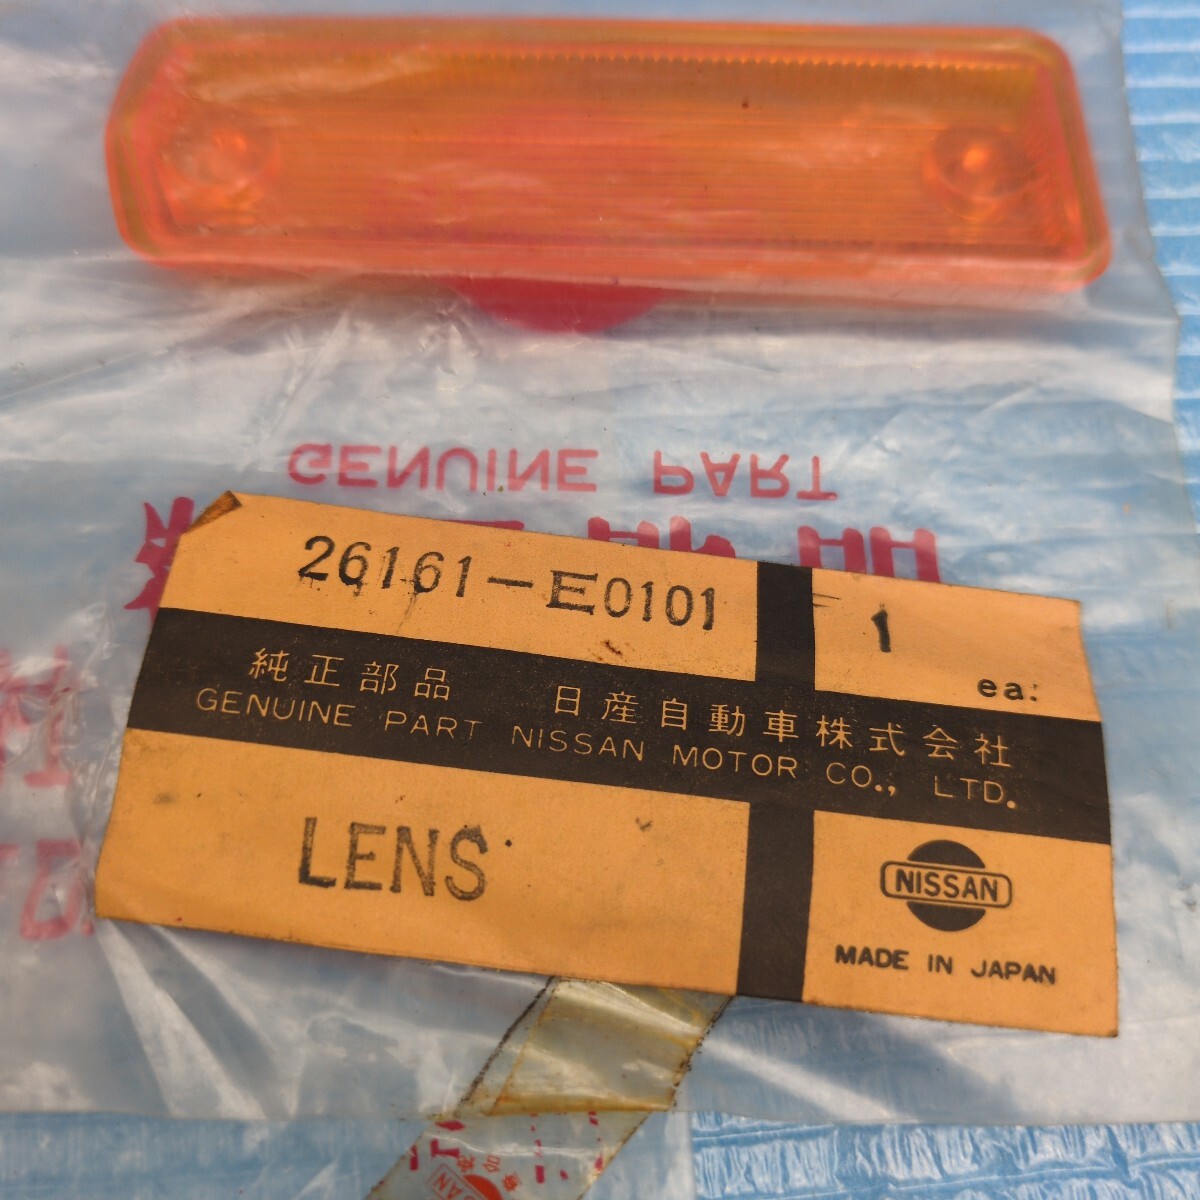 GENUINE PART
26161-E0101
1
ea:
純正部品 日産自動車株式会社
GENUINE PART NISSAN MOTOR CO., LTD.
LENS
NISSAN
MADE IN JAPAN